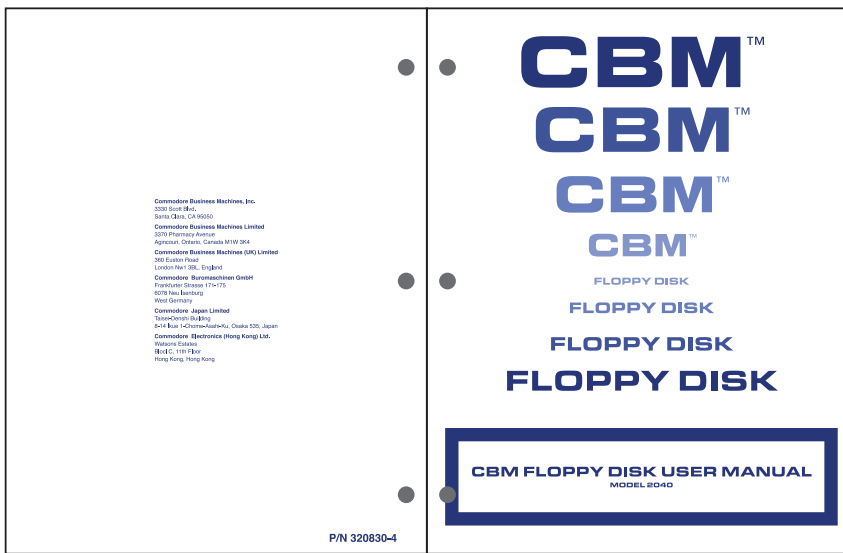 Commodore Business Machines, Inc.
3330 Scott Blvd.
Santa Clara, CA 95050
Commodore Business Machines Limited
3370 Pharmacy Avenue
Agincouri, Ontario, Canada M1W 3K4
Commodore Business Machines (UK) Limited
360 Euston Road
London Nw1 3BL, England
Commodore Buromaschinen GmbH
Frankfurter Strasse 171-175
6078 Neu Isenburg
West Germany
Commodore Japan Limited
Taisei-Denshi Building
8-14 Ikue 1-Chome-Asahi-Ku, Osaka 535, Japan
Commodore Electronics (Hong Kong) Ltd.
Watsons Estates
Blocl C, 11th Floor
Hong Kong, Hong Kong
P/N 320830-4
CBM™
CBM™
CBM™
CBM™
FLOPPY DISK
FLOPPY DISK
FLOPPY DISK
FLOPPY DISK
CBM FLOPPY DISK USER MANUAL
MODEL 2040